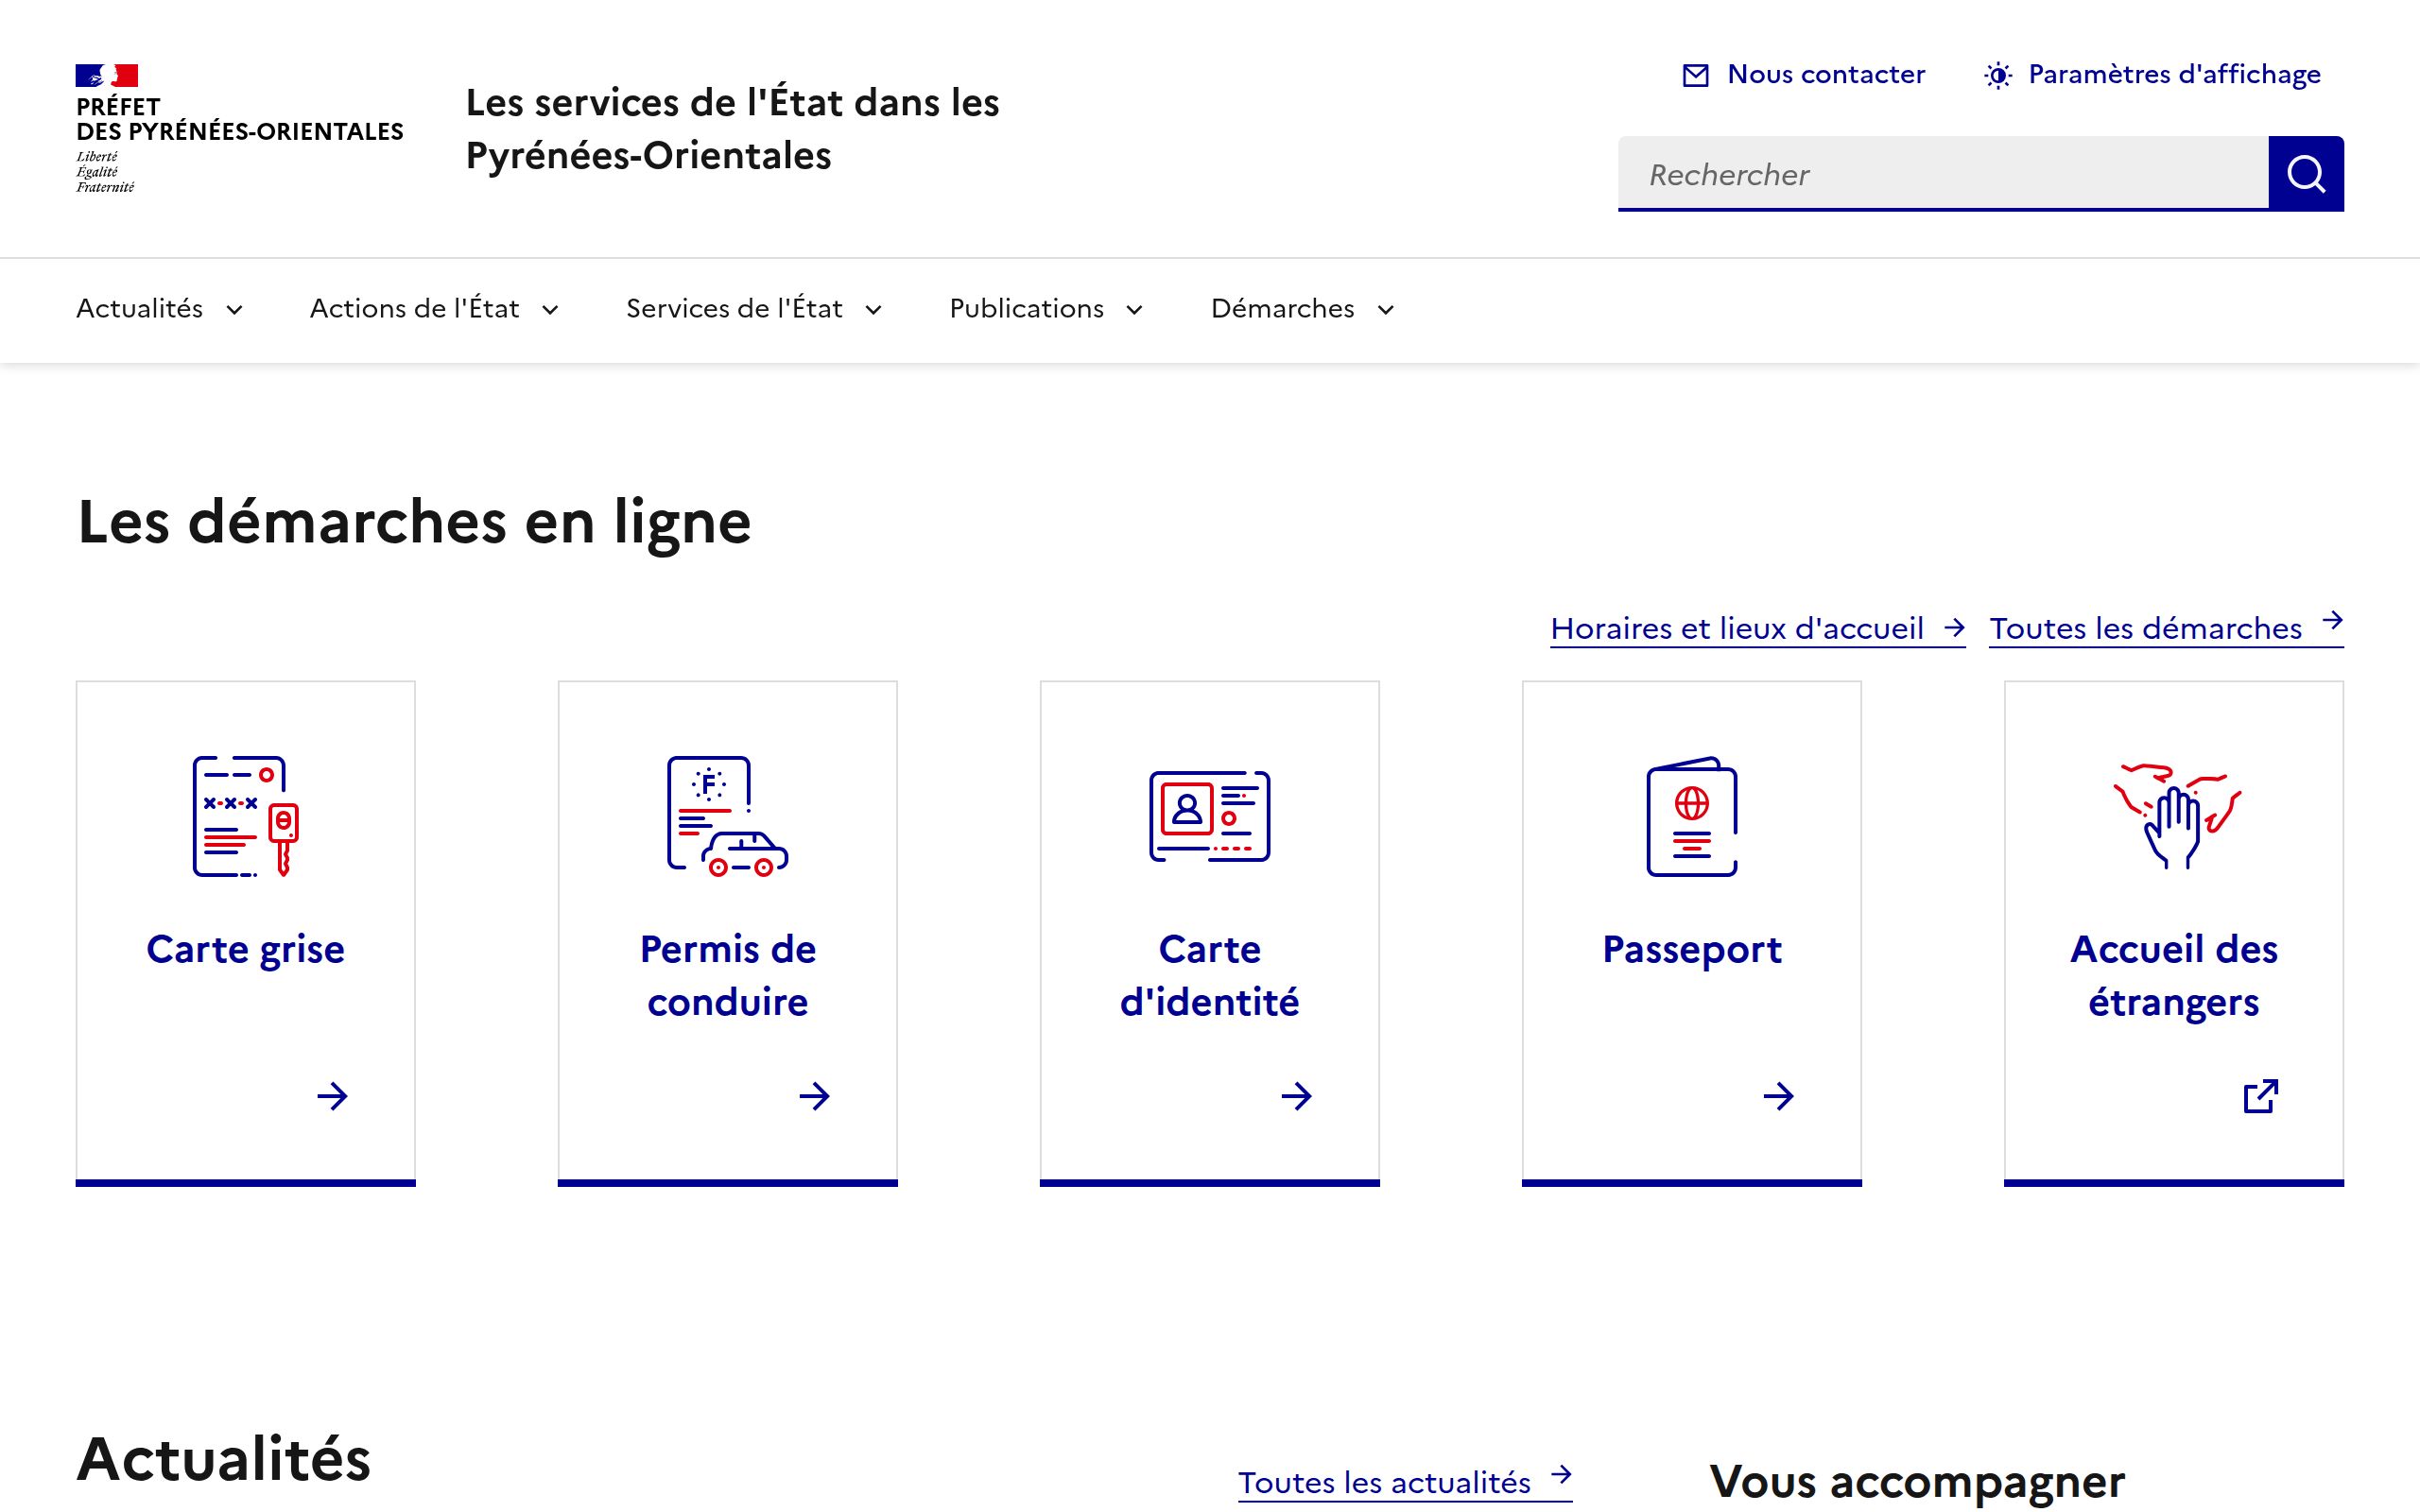 PRÉFET
DES PYRÉNÉES-ORIENTALES
Liberté
Égalité
Fraternité
Les services de l'État dans les
Pyrénées-Orientales
Nous contacter
Paramètres d'affichage
Rechercher
Actualités
Actions de l'État
Services de l'État
Publications
Démarches
Les démarches en ligne
Horaires et lieux d'accueil
Toutes les démarches
Carte grise
Permis de
conduire
Carte
d'identité
Passeport
Accueil des
étrangers
Actualités
Toutes les actualités
Vous accompagner